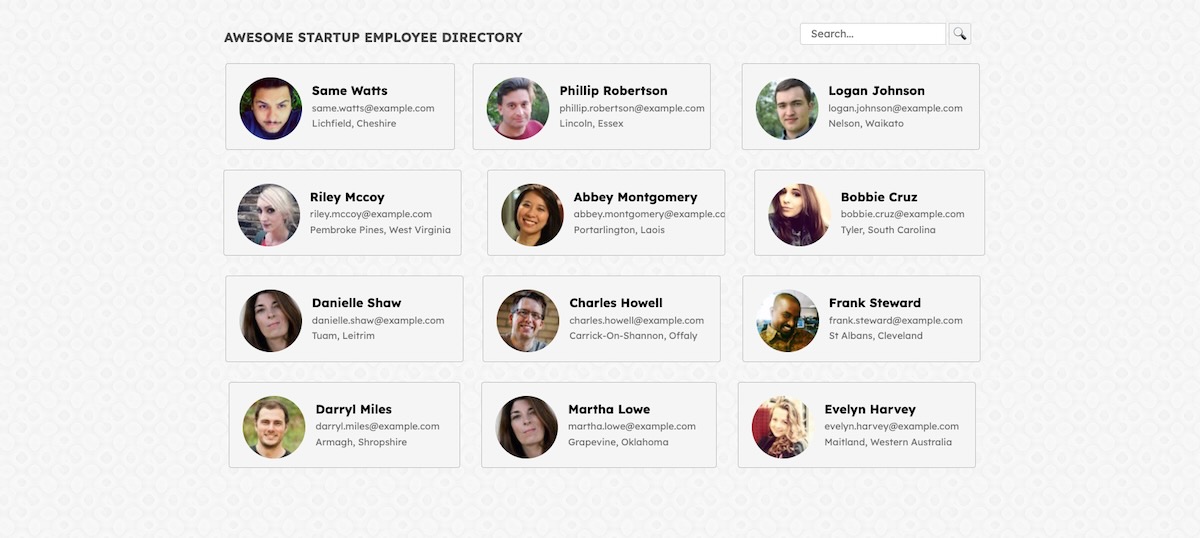 AWESOME STARTUP EMPLOYEE DIRECTORY
Search...
Same Watts
same.watts@example.com
Lichfield, Cheshire
Phillip Robertson
phillip.robertson@example.com
Lincoln, Essex
Logan Johnson
logan.johnson@example.com
Nelson, Waikato
Riley Mccoy
riley.mccoy@example.com
Pembroke Pines, West Virginia
Abbey Montgomery
abbey.montgomery@example.co
Portarlington, Laois
Bobbie Cruz
bobbie.cruz@example.com
Tyler, South Carolina
Danielle Shaw
danielle.shaw@example.com
Tuam, Leitrim
Charles Howell
charles.howell@example.com
Carrick-On-Shannon, Offaly
Frank Steward
frank.steward@example.com
St Albans, Cleveland
Darryl Miles
darryl.miles@example.com
Armagh, Shropshire
Martha Lowe
martha.lowe@example.com
Grapevine, Oklahoma
Evelyn Harvey
evelyn.harvey@example.com
Maitland, Western Australia